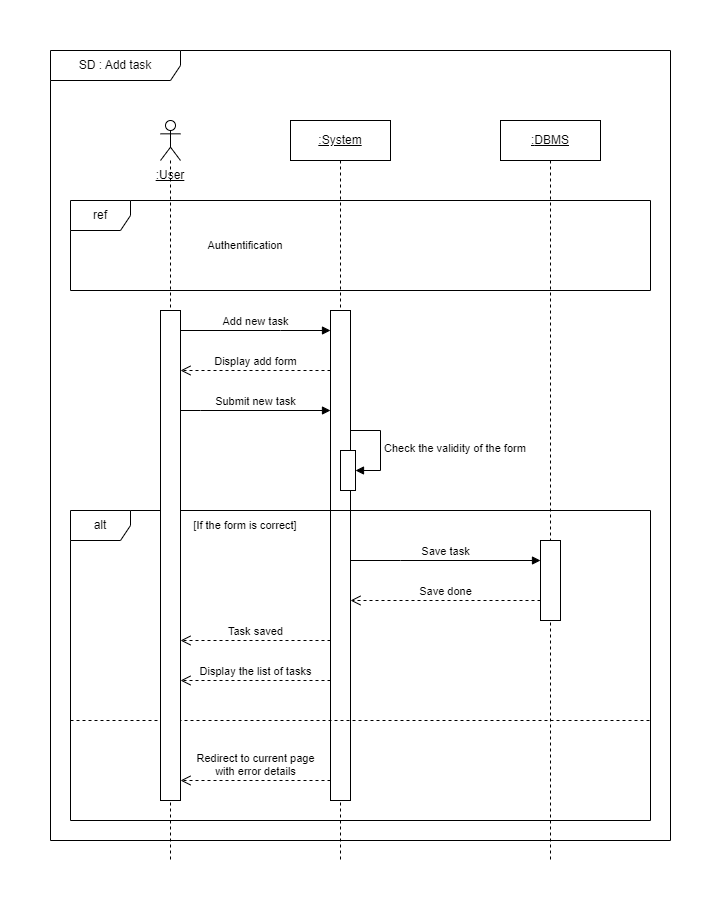 SD : Add task
:User
:System
:DBMS
ref
Authentification
Add new task
Display add form
Submit new task
Check the validity of the form
alt
[If the form is correct]
Save task
Save done
Task saved
Display the list of tasks
Redirect to current page
with error details